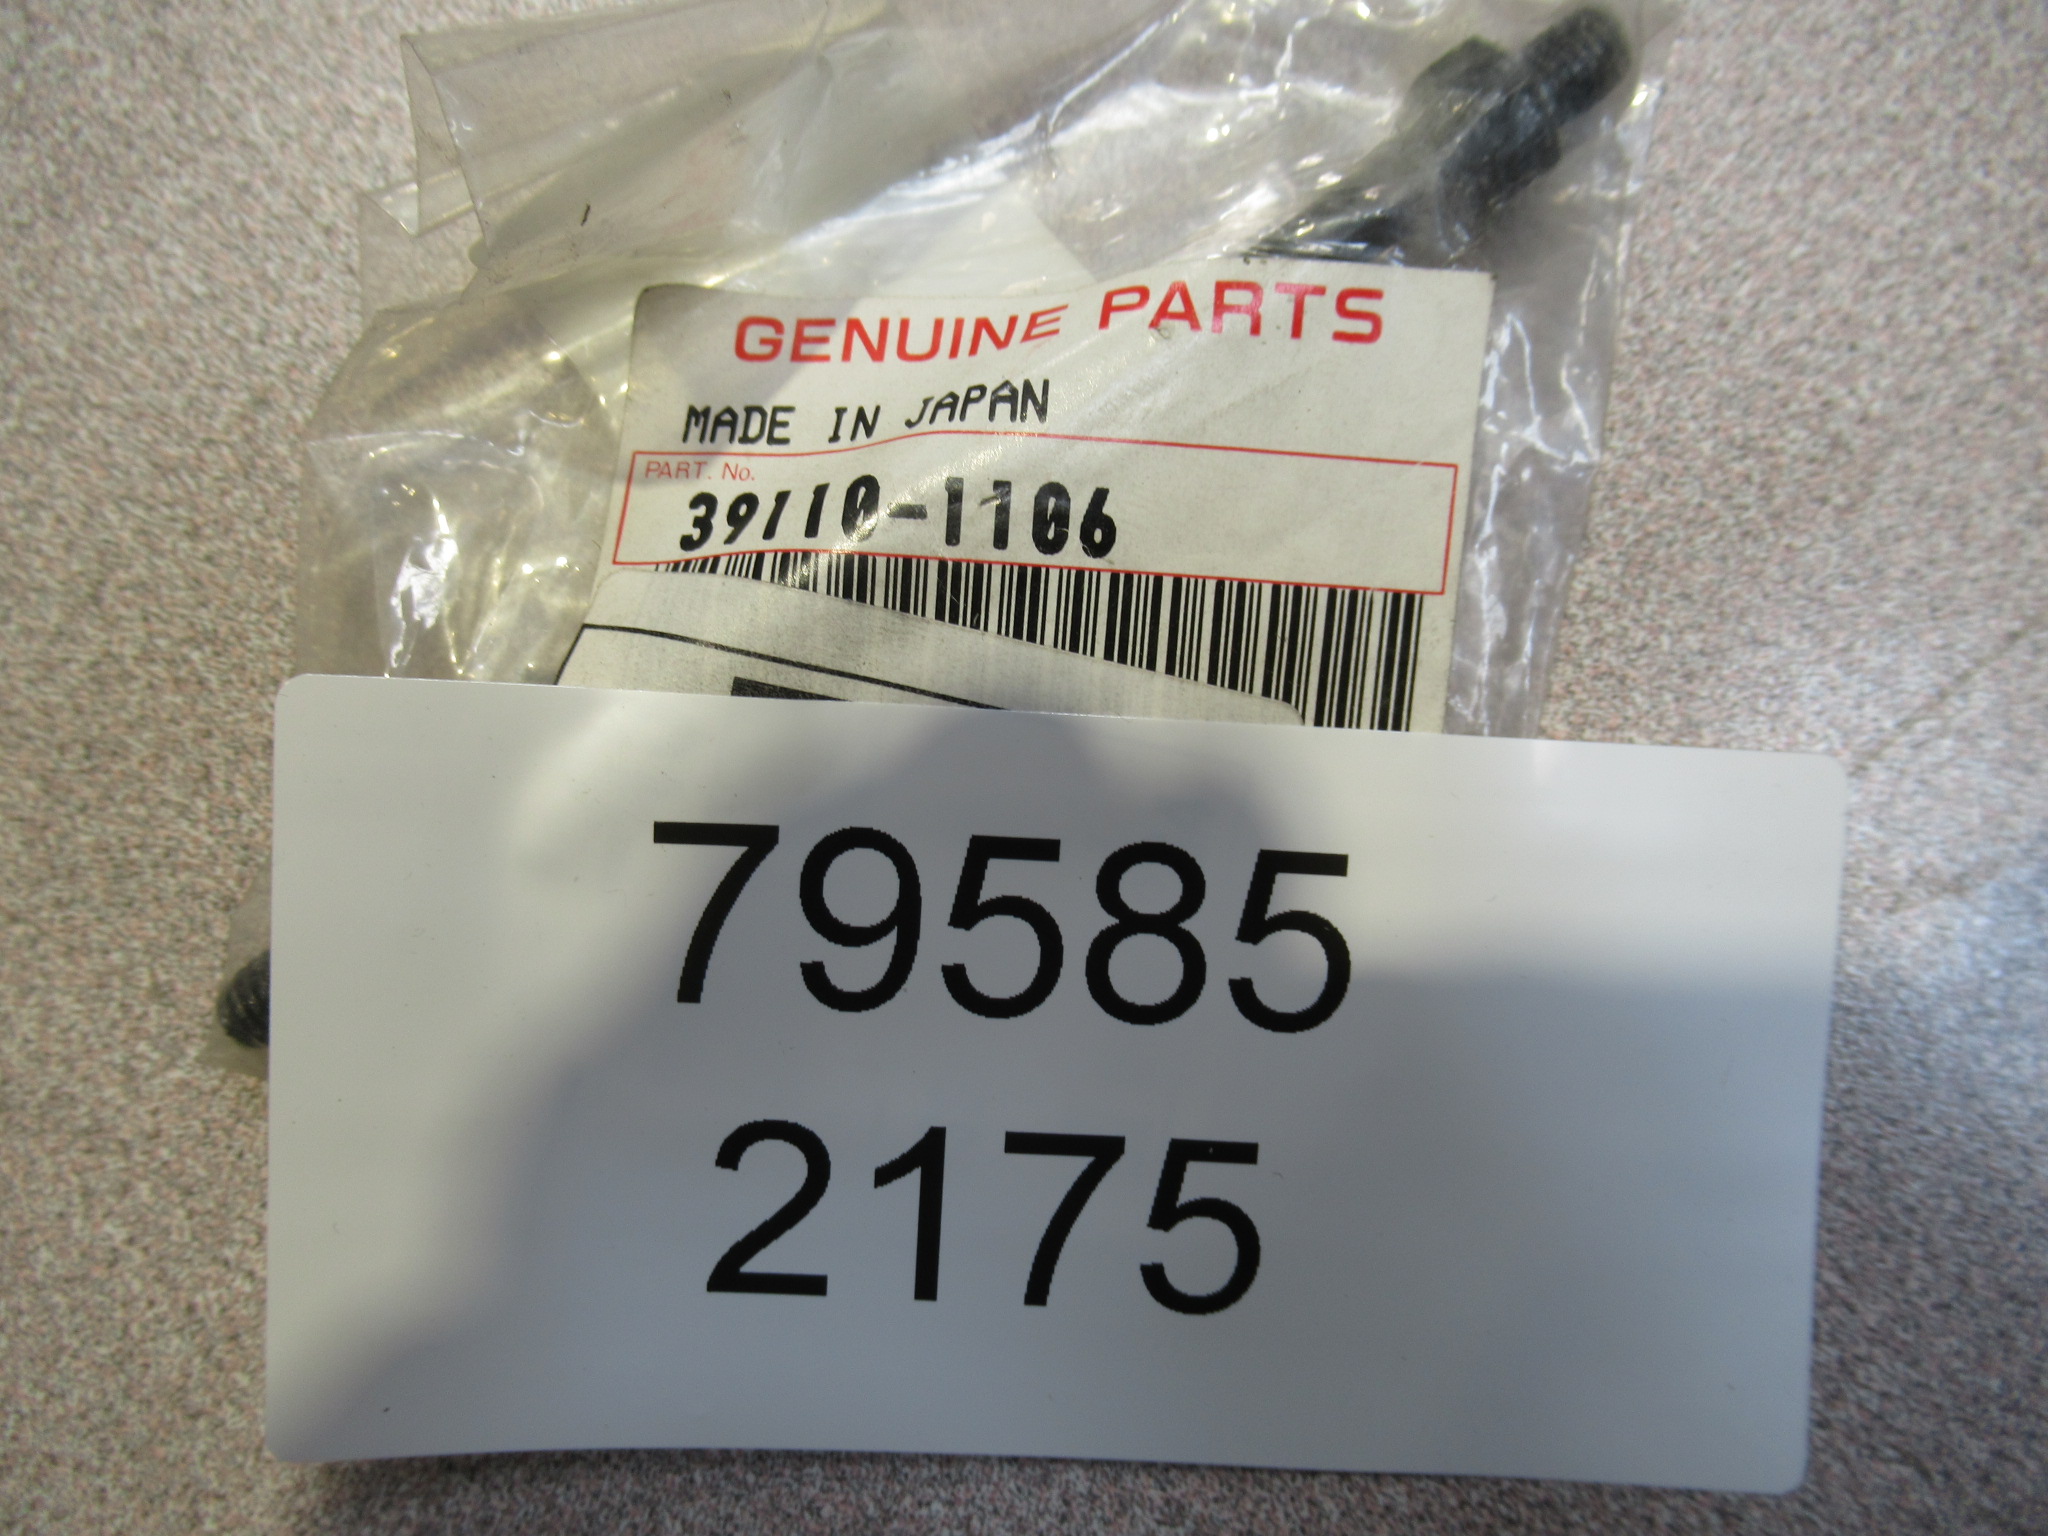 GENUINE PARTS
MADE IN JAPAN
PART. No.
39110-1106
79585
2175